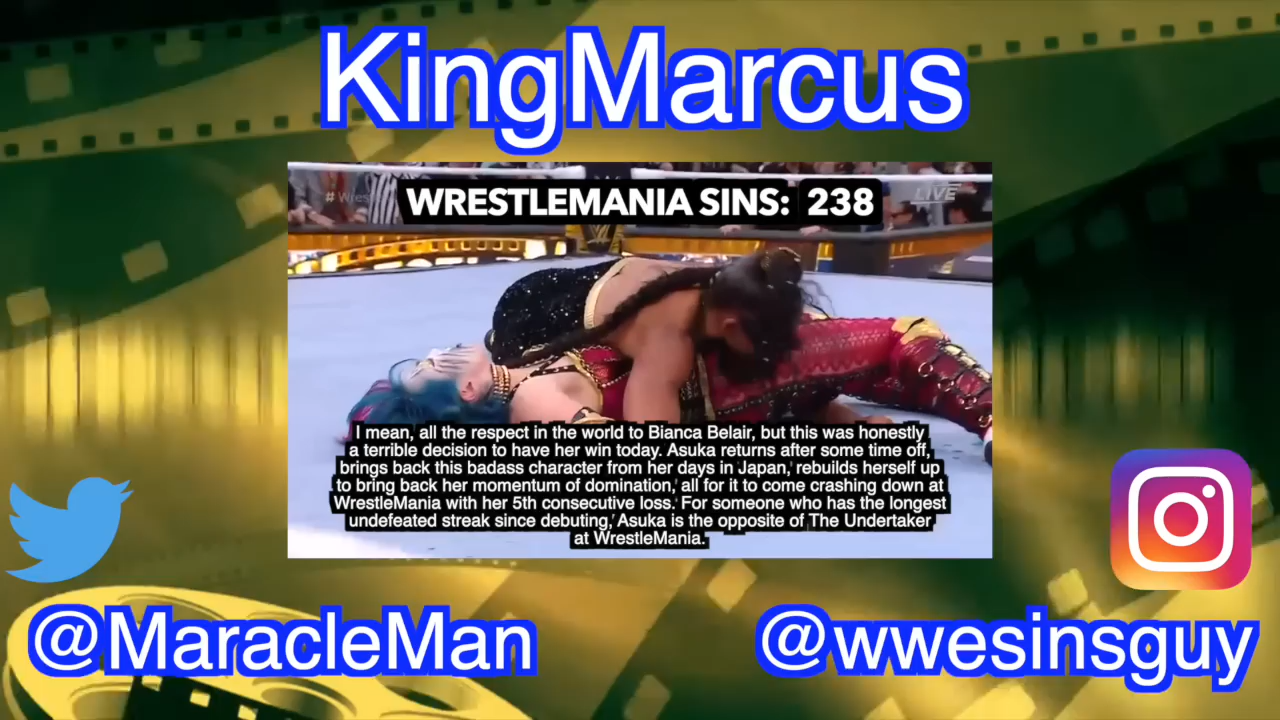 KingMarcus
# Wres
WRESTLEMANIA SINS: 238
LIVE
I mean, all the respect in the world to Bianca Belair, but this was honestly
a terrible decision to have her win today. Asuka returns after some time off,
brings back this badass character from her days in Japan, rebuilds herself up
to bring back her momentum of domination, all for it to come crashing down at
WrestleMania with her 5th consecutive loss. For someone who has the longest
undefeated streak since debuting, Asuka is the opposite of The Undertaker
at WrestleMania.
@MaracleMan
@wwesinsguy